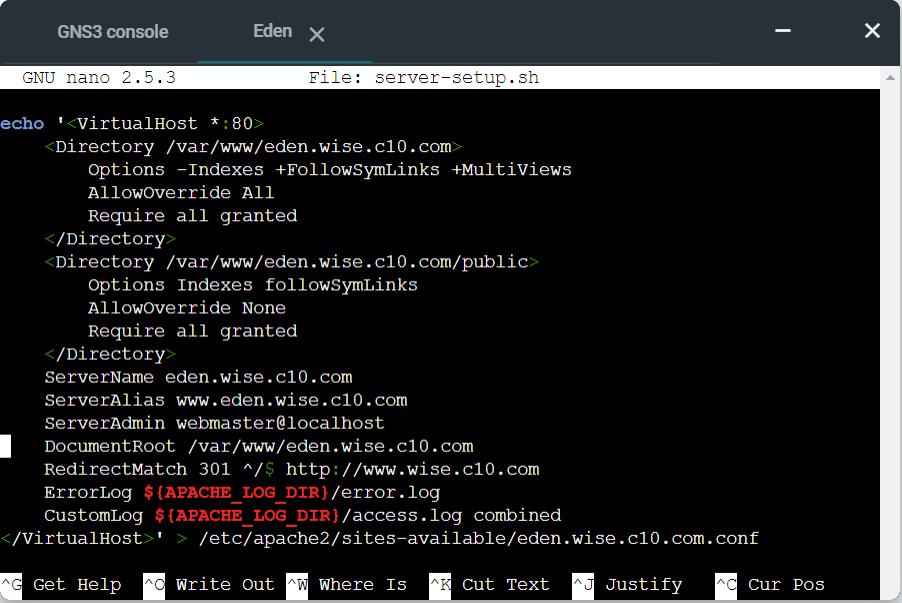 GNS3 console Eden
GNU nano 2.5.3 File: server-setup.sh
echo '<VirtualHost *:80>
    <Directory /var/www/eden.wise.c10.com>
        Options -Indexes +FollowSymLinks +MultiViews
        AllowOverride All
        Require all granted
    </Directory>
    <Directory /var/www/eden.wise.c10.com/public>
        Options Indexes followSymLinks
        AllowOverride None
        Require all granted
    </Directory>
    ServerName eden.wise.c10.com
    ServerAlias www.eden.wise.c10.com
    ServerAdmin webmaster@localhost
    DocumentRoot /var/www/eden.wise.c10.com
    RedirectMatch 301 ^/$ http://www.wise.c10.com
    ErrorLog ${APACHE_LOG_DIR}/error.log
    CustomLog ${APACHE_LOG_DIR}/access.log combined
</VirtualHost>' > /etc/apache2/sites-available/eden.wise.c10.com.conf
^G Get Help ^O Write Out ^W Where Is ^K Cut Text ^J Justify ^C Cur Pos